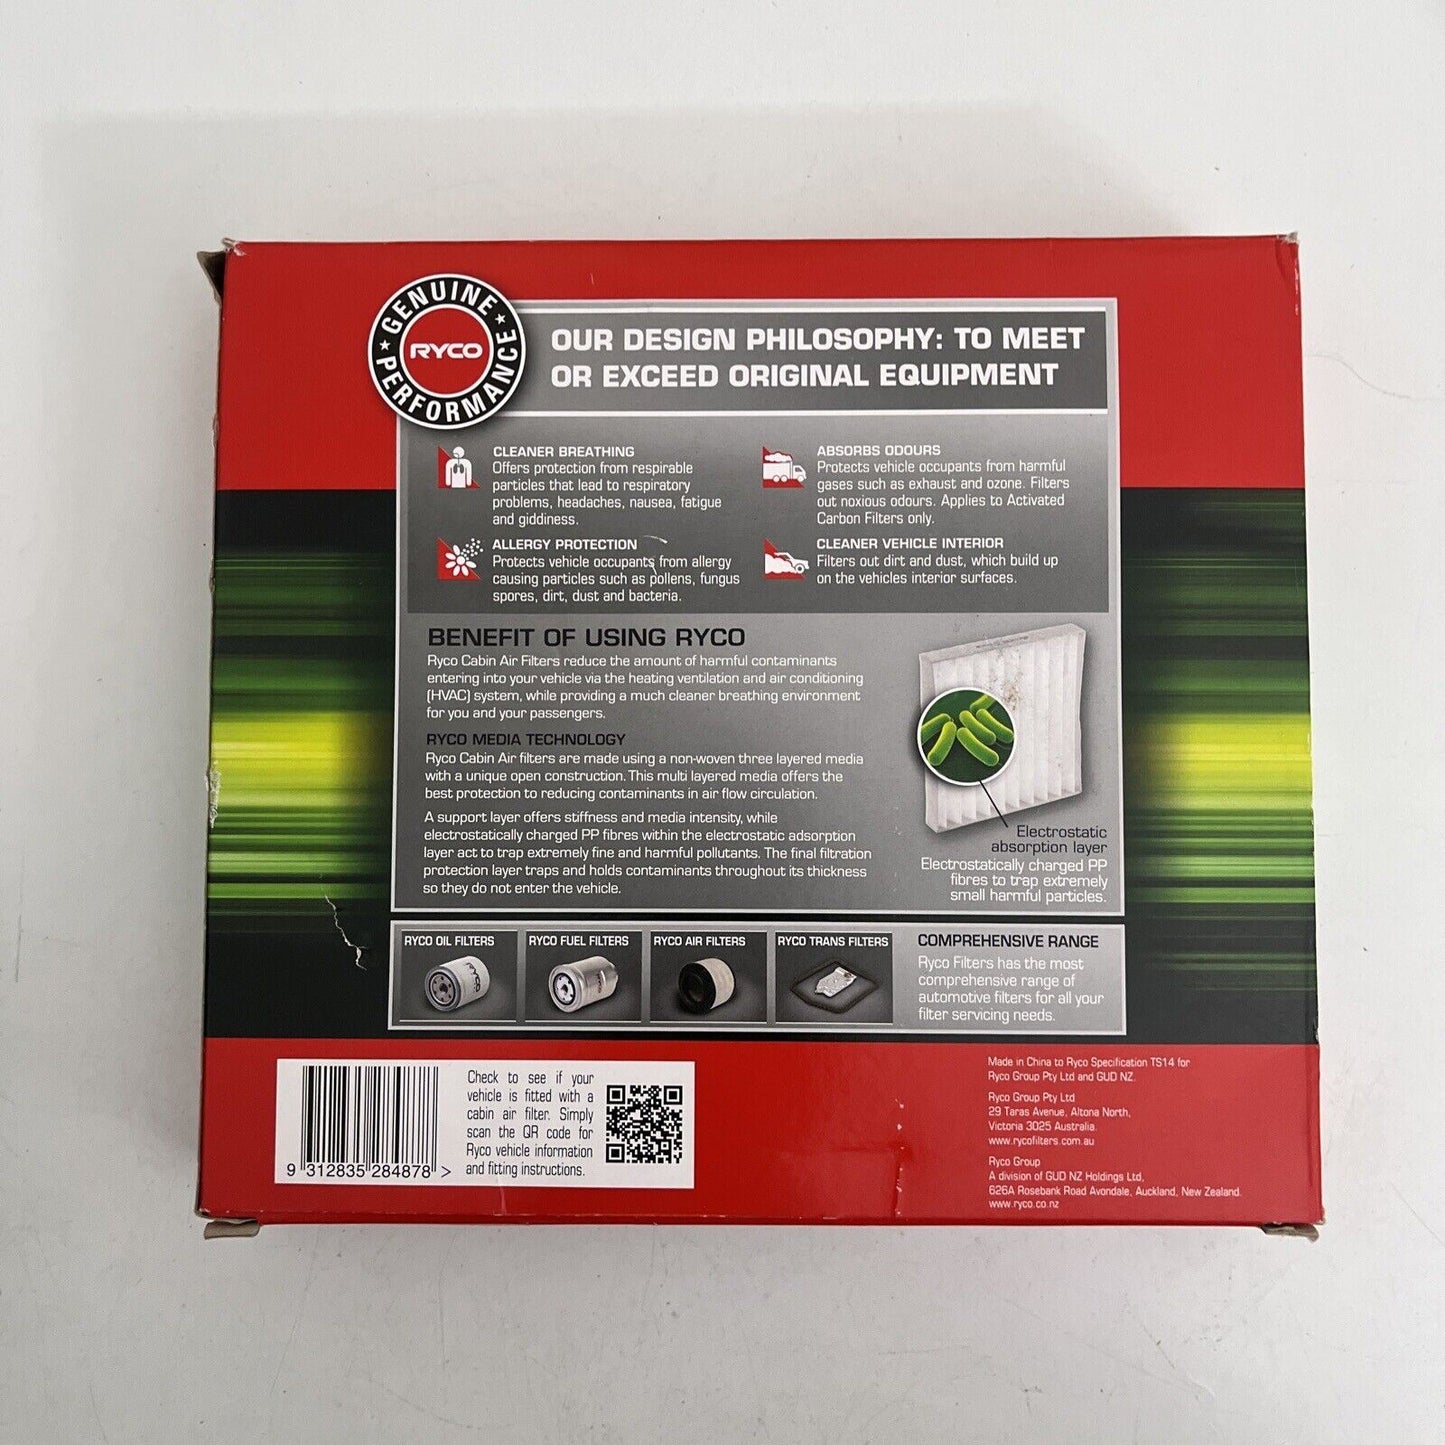 GENUINE
RYCO
PERFORMANCE
OUR DESIGN PHILOSOPHY: TO MEET
OR EXCEED ORIGINAL EQUIPMENT
CLEANER BREATHING
Offers protection from respirable
particles that lead to respiratory
problems, headaches, nausea, fatigue
and giddiness.
ABSORBS ODOURS
Protects vehicle occupants from harmful
gases such as exhaust and ozone. Filters
out noxious odours. Applies to Activated
Carbon Filters only.
ALLERGY PROTECTION
Protects vehicle occupants from allergy
causing particles such as pollens, fungus
spores, dirt, dust and bacteria.
CLEANER VEHICLE INTERIOR
Filters out dirt and dust, which build up
on the vehicles interior surfaces.
BENEFIT OF USING RYCO
Ryco Cabin Air Filters reduce the amount of harmful contaminants
entering into your vehicle via the heating ventilation and air conditioning
(HVAC) system, while providing a much cleaner breathing environment
for you and your passengers.
RYCO MEDIA TECHNOLOGY
Ryco Cabin Air filters are made using a non-woven three layered media
with a unique open construction. This multi layered media offers the
best protection to reducing contaminants in air flow circulation.
A support layer offers stiffness and media intensity, while
electrostatically charged PP fibres within the electrostatic adsorption
layer act to trap extremely fine and harmful pollutants. The final filtration
protection layer traps and holds contaminants throughout its thickness
so they do not enter the vehicle.
Electrostatic
absorption layer
Electrostatically charged PP
fibres to trap extremely
small harmful particles.
RYCO OIL FILTERS
RYCO
RYCO FUEL FILTERS
RYCO AIR FILTERS
RYCO TRANS FILTERS
COMPREHENSIVE RANGE
Ryco Filters has the most
comprehensive range of
automotive filters for all your
filter servicing needs.
9 312835 284878 >
Check to see if your
vehicle is fitted with a
cabin air filter. Simply
scan the QR code for
Ryco vehicle information
and fitting instructions.
Made in China to Ryco Specification TS14 for
Ryco Group Pty Ltd and GUD NZ.
Ryco Group Pty Ltd
29 Taras Avenue, Altona North,
Victoria 3025 Australia.
www.rycofilters.com.au
Ryco Group
A division of GUD NZ Holdings Ltd,
626A Rosebank Road Avondale, Auckland, New Zealand.
www.ryco.co.nz